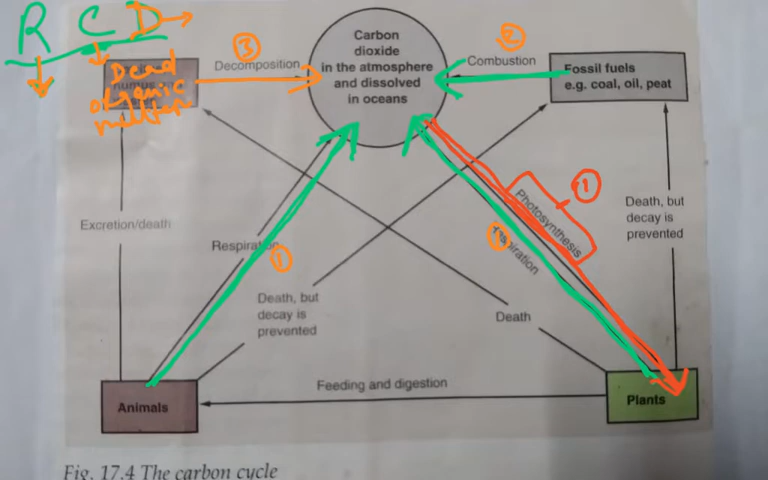 R C D
③
②
Carbon
dioxide
in the atmosphere
and dissolved
in oceans
Decomposition
Combustion
Fossil fuels
e.g. coal, oil, peat
Dead
organic
matter
①
Photosynthesis
Excretion/death
Death, but
decay is
prevented
Respiration
①
①
Respiration
Death, but
decay is
prevented
Death
Feeding and digestion
Animals
Plants
Fig. 17.4 The carbon cycle